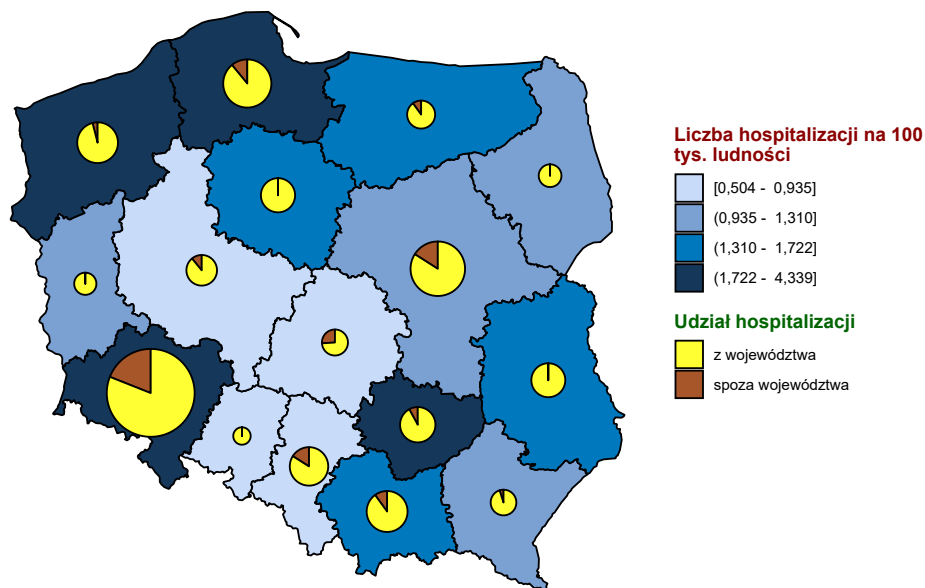 Liczba hospitalizacji na 100
tys. ludności
[0,504 - 0,935]
(0,935 - 1,310]
(1,310 - 1,722]
(1,722 - 4,339]
Udział hospitalizacji
z województwa
spoza województwa